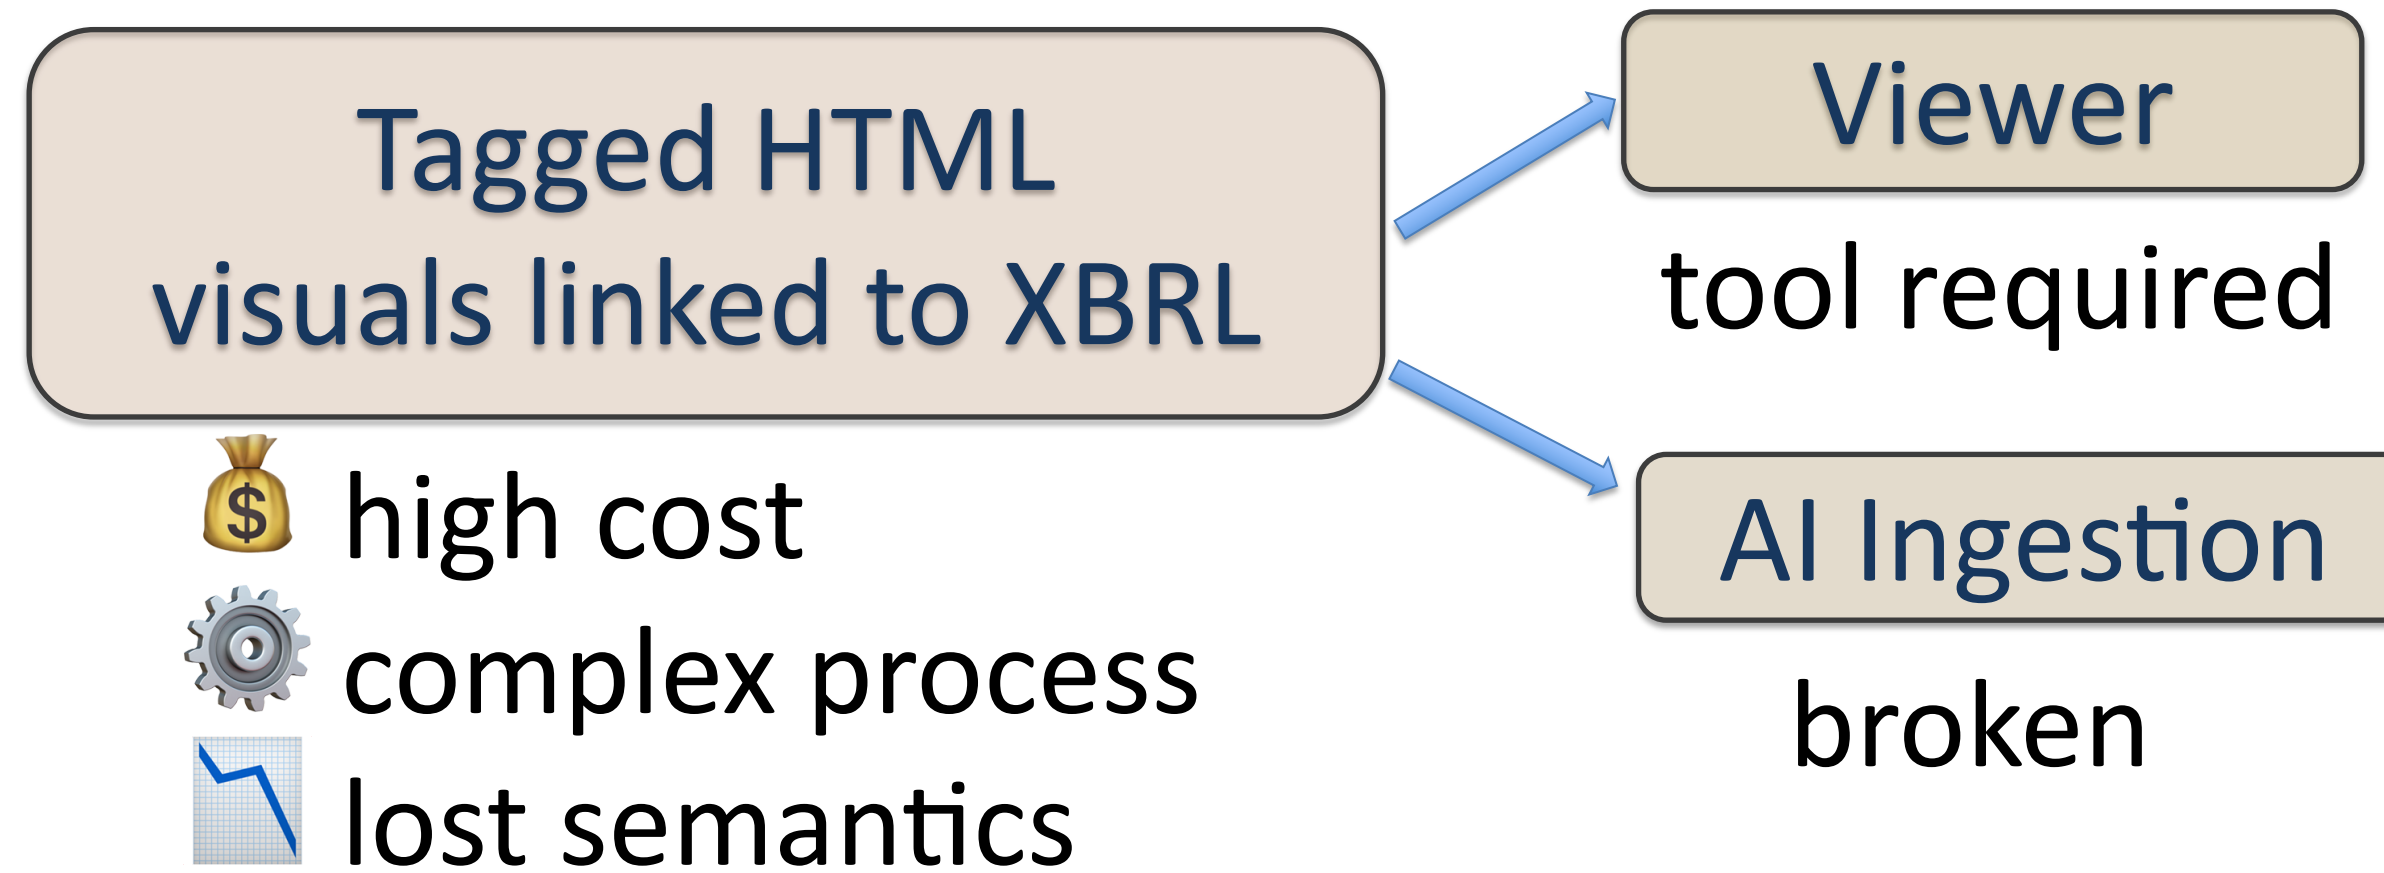 Tagged HTML
visuals linked to XBRL
$ high cost
complex process
lost semantics
Viewer
tool required
AI Ingestion
broken